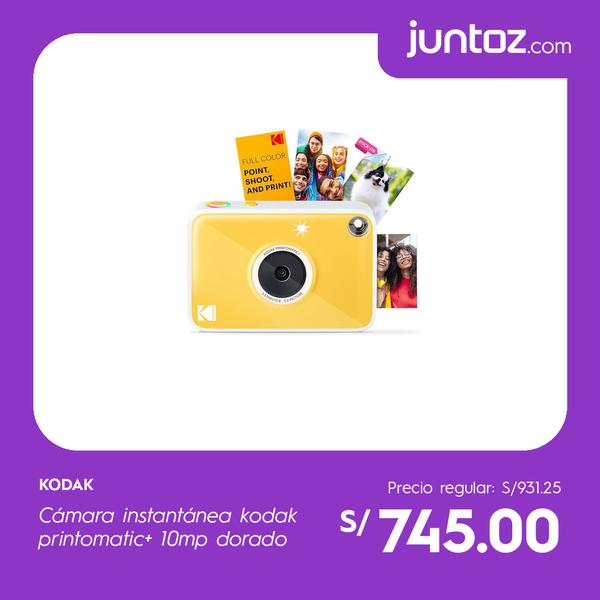 juntoz.com
FULL COLOR
POINT,
SHOOT,
AND PRINT!
KODAK
Cámara instantánea kodak
printomatic+ 10mp dorado
Precio regular: S/931.25
S/ 745.00